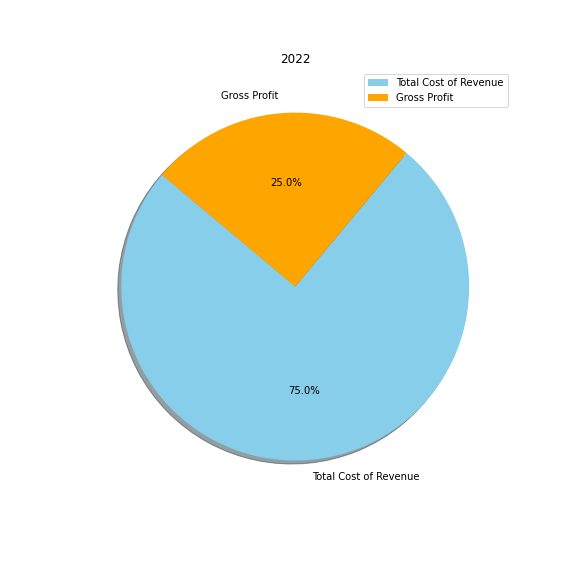 2022
Total Cost of Revenue
Gross Profit
Gross Profit
25.0%
75.0%
Total Cost of Revenue